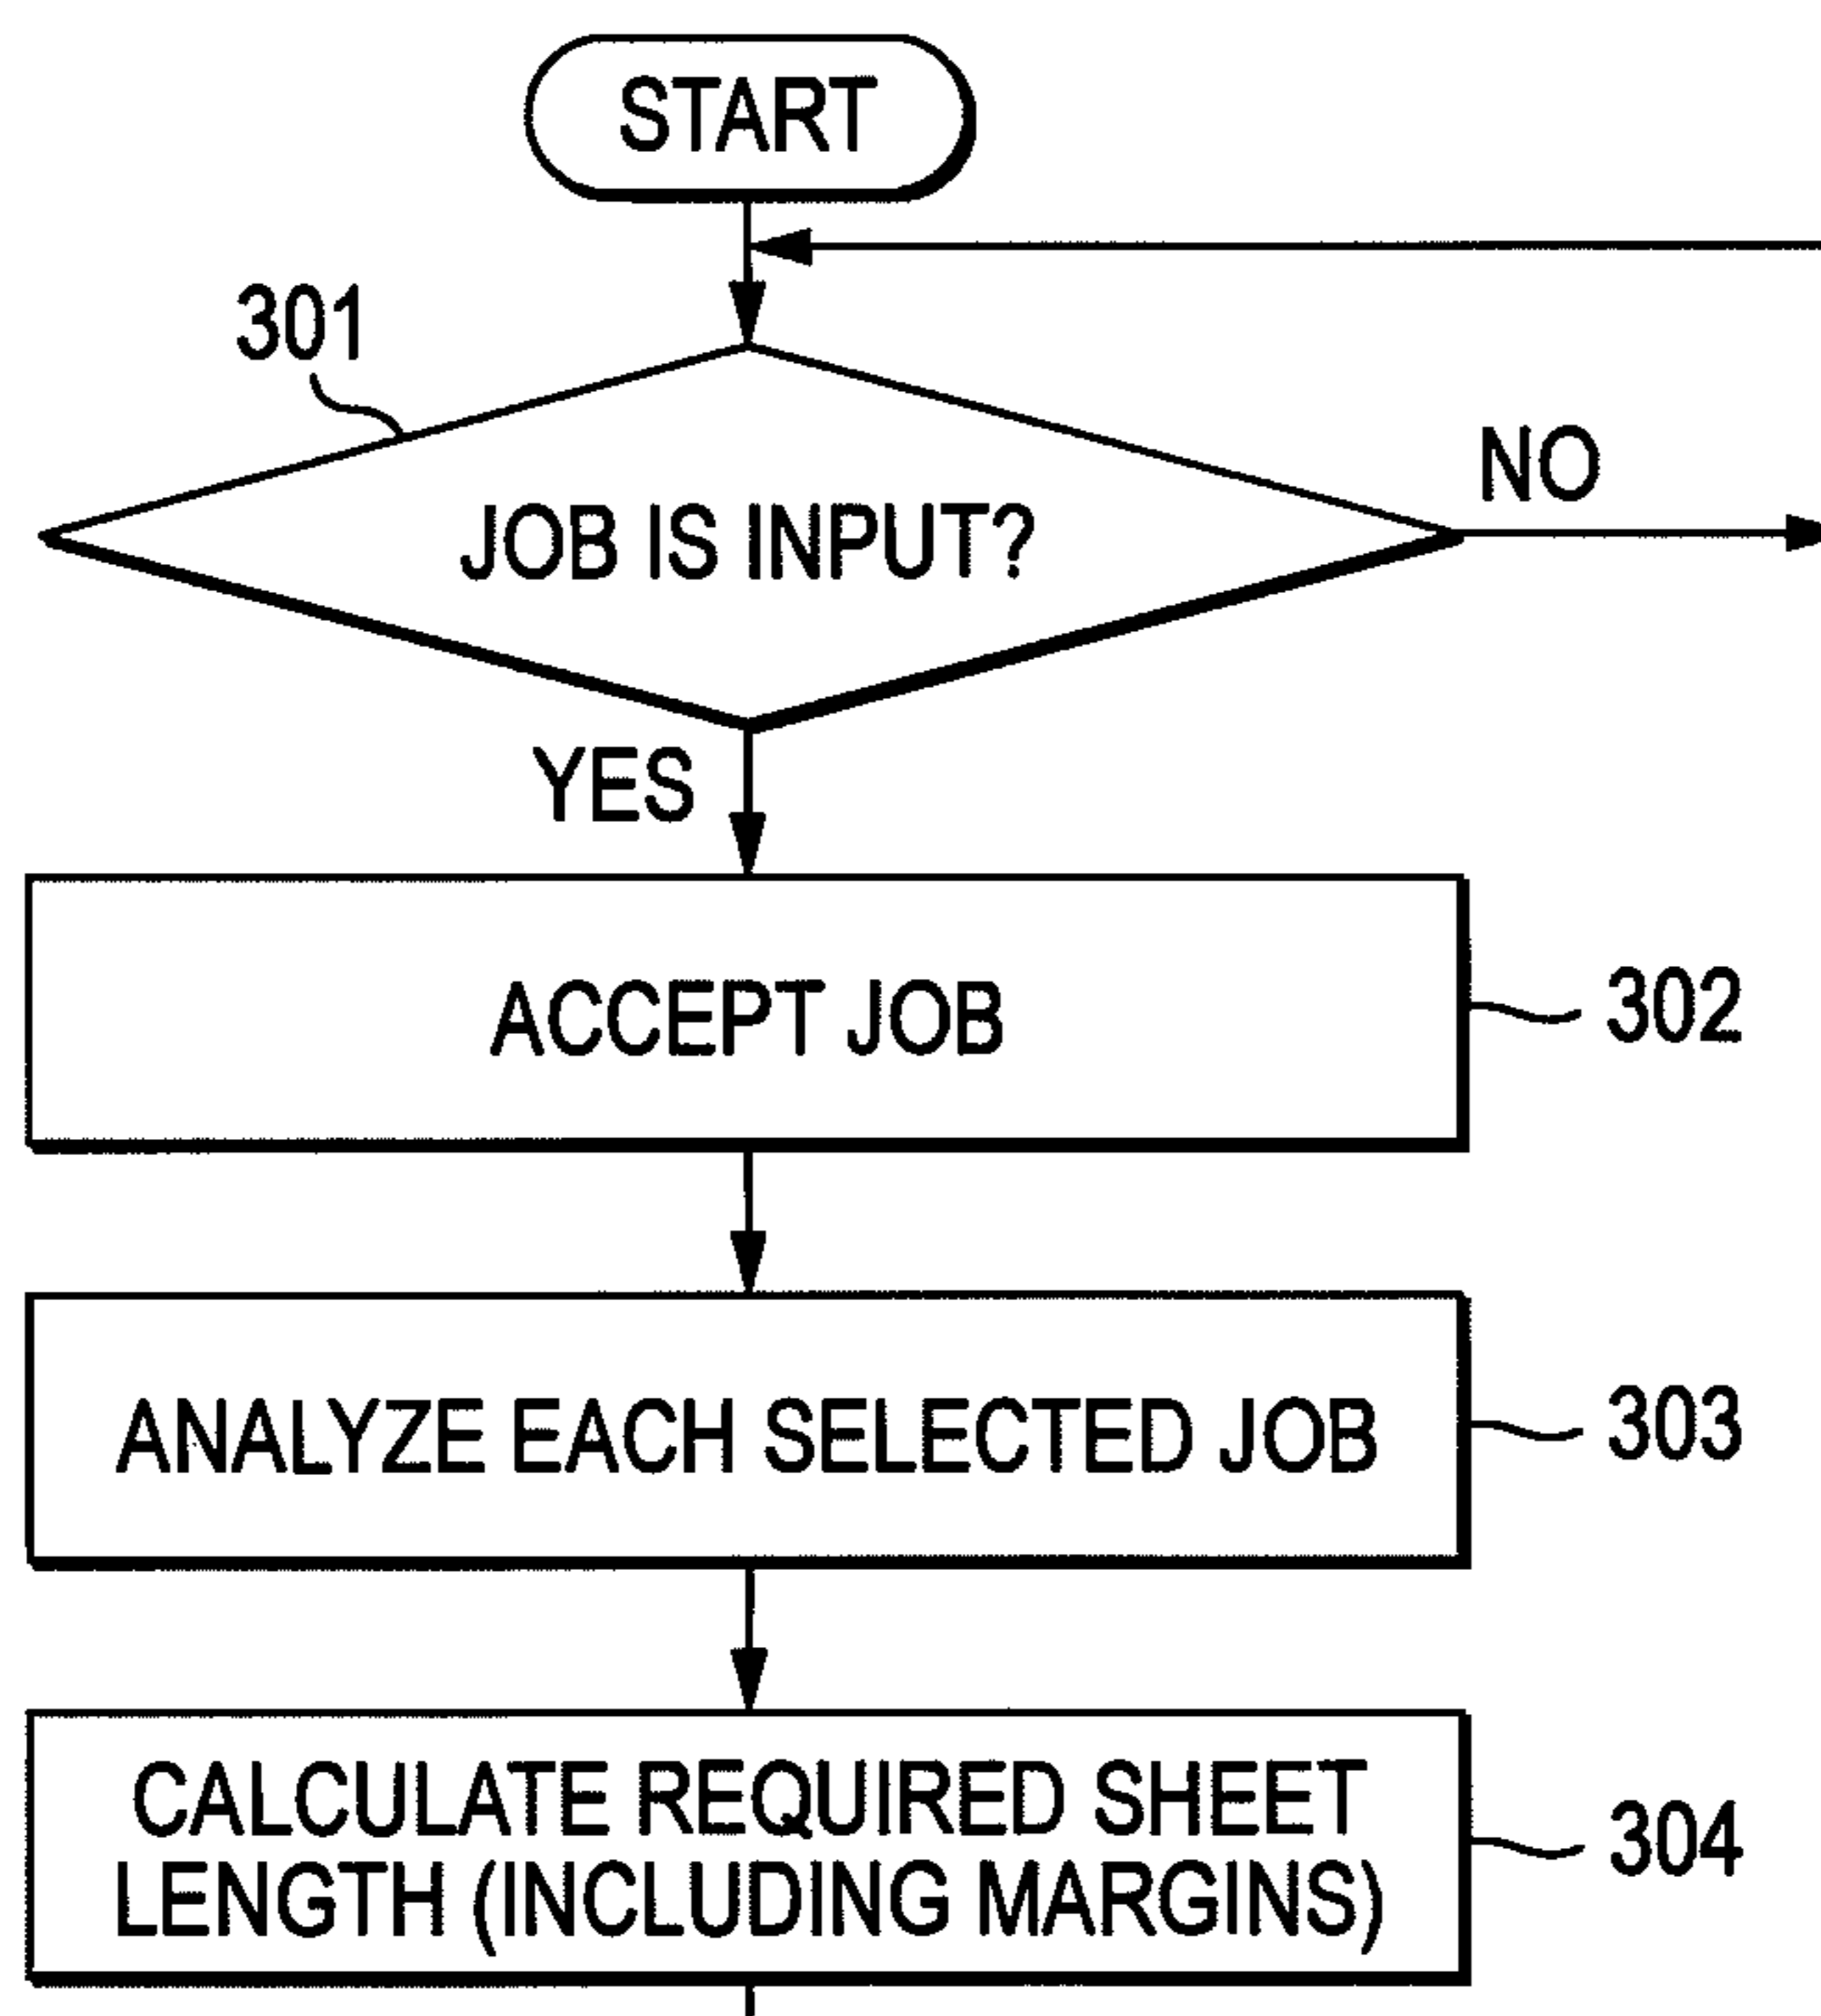 START
301
JOB IS INPUT?
NO
YES
ACCEPT JOB
302
ANALYZE EACH SELECTED JOB
303
CALCULATE REQUIRED SHEET
LENGTH (INCLUDING MARGINS)
304